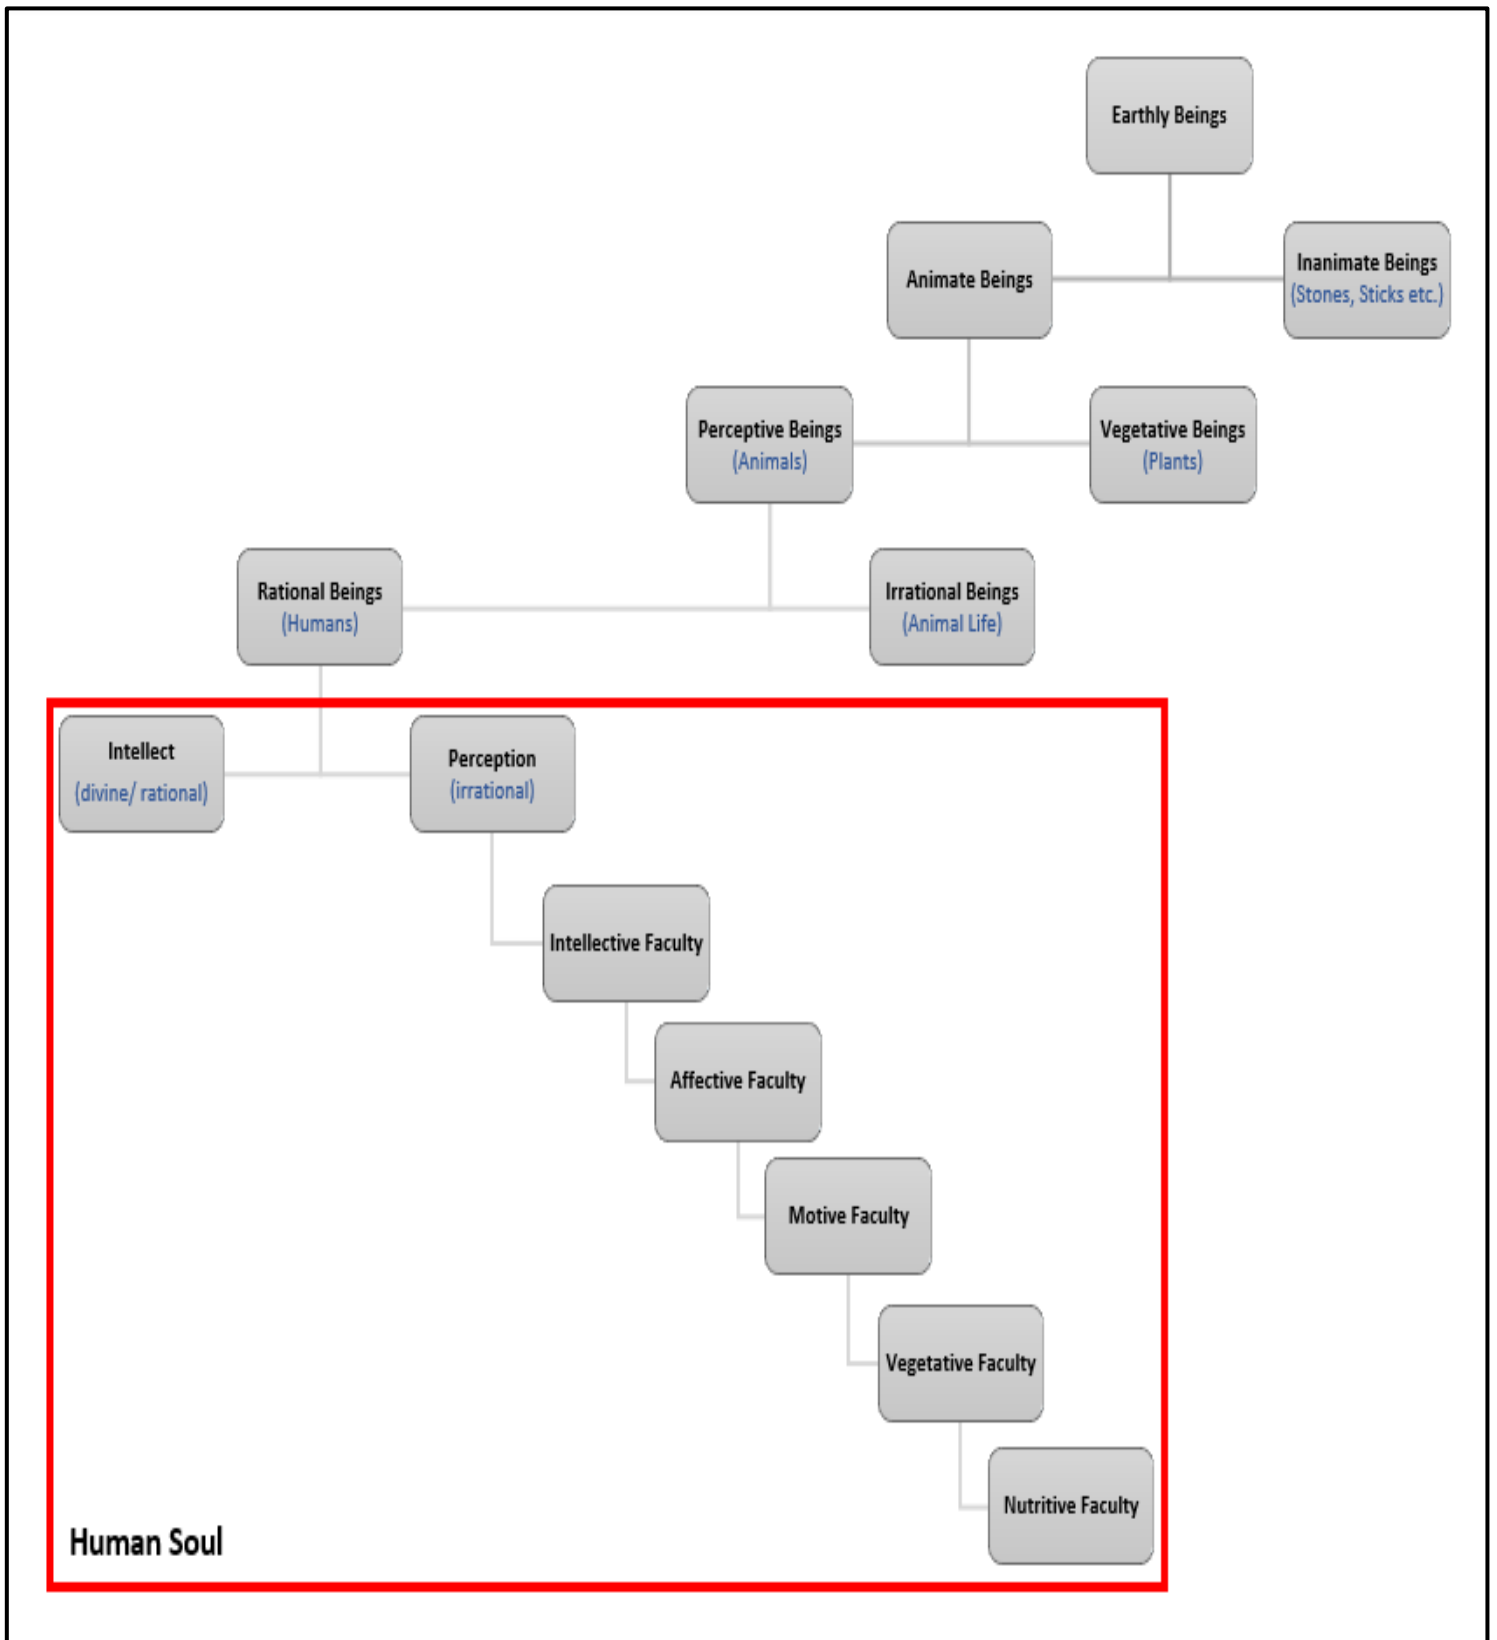 Earthly Beings
Animate Beings
Inanimate Beings
(Stones, Sticks etc.)
Perceptive Beings
(Animals)
Vegetative Beings
(Plants)
Rational Beings
(Humans)
Irrational Beings
(Animal Life)
Intellect
(divine/ rational)
Perception
(irrational)
Intellective Faculty
Affective Faculty
Motive Faculty
Vegetative Faculty
Nutritive Faculty
Human Soul